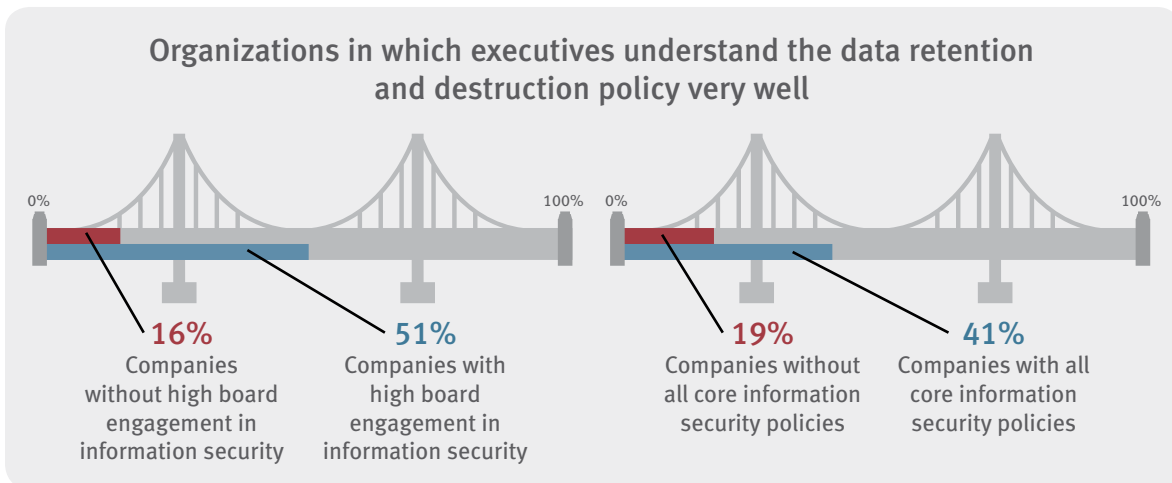 Organizations in which executives understand the data retention
and destruction policy very well
0%
100%
16%
Companies
without high board
engagement in
information security
51%
Companies with
high board
engagement in
information security
0%
100%
19%
Companies without
all core information
security policies
41%
Companies with all
core information
security policies